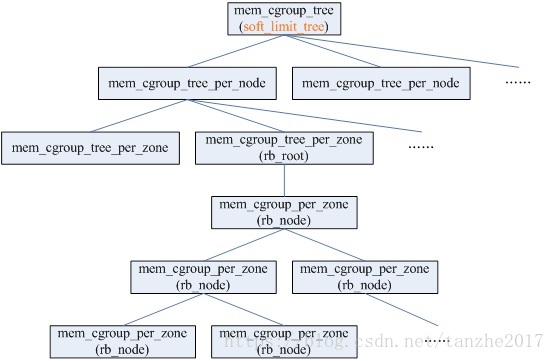 mem_cgroup_tree
(soft_limit_tree)
mem_cgroup_tree_per_node
mem_cgroup_tree_per_node
......
mem_cgroup_tree_per_zone
mem_cgroup_tree_per_zone
(rb_root)
......
mem_cgroup_per_zone
(rb_node)
mem_cgroup_per_zone
(rb_node)
mem_cgroup_per_zone
(rb_node)
mem_cgroup_per_zone
(rb_node)
mem_cgroup_per_zone
(rb_node)
......
https://blog.csdn.net/tanzhe2017